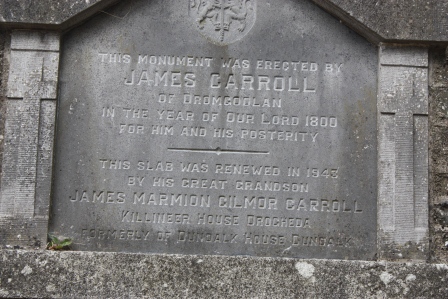 THIS MONUMENT WAS ERECTED BY
JAMES CARROLL
OF DROMGOOLAN
IN THE YEAR OF OUR LORD 1800
FOR HIM AND HIS POSTERITY
THIS SLAB WAS RENEWED IN 1943
BY HIS GREAT GRANDSON
JAMES MARMION GILMOR CARROLL
KILLINEER HOUSE DROGHEDA
FORMERLY OF DUNDALK HOUSE DUNDALK